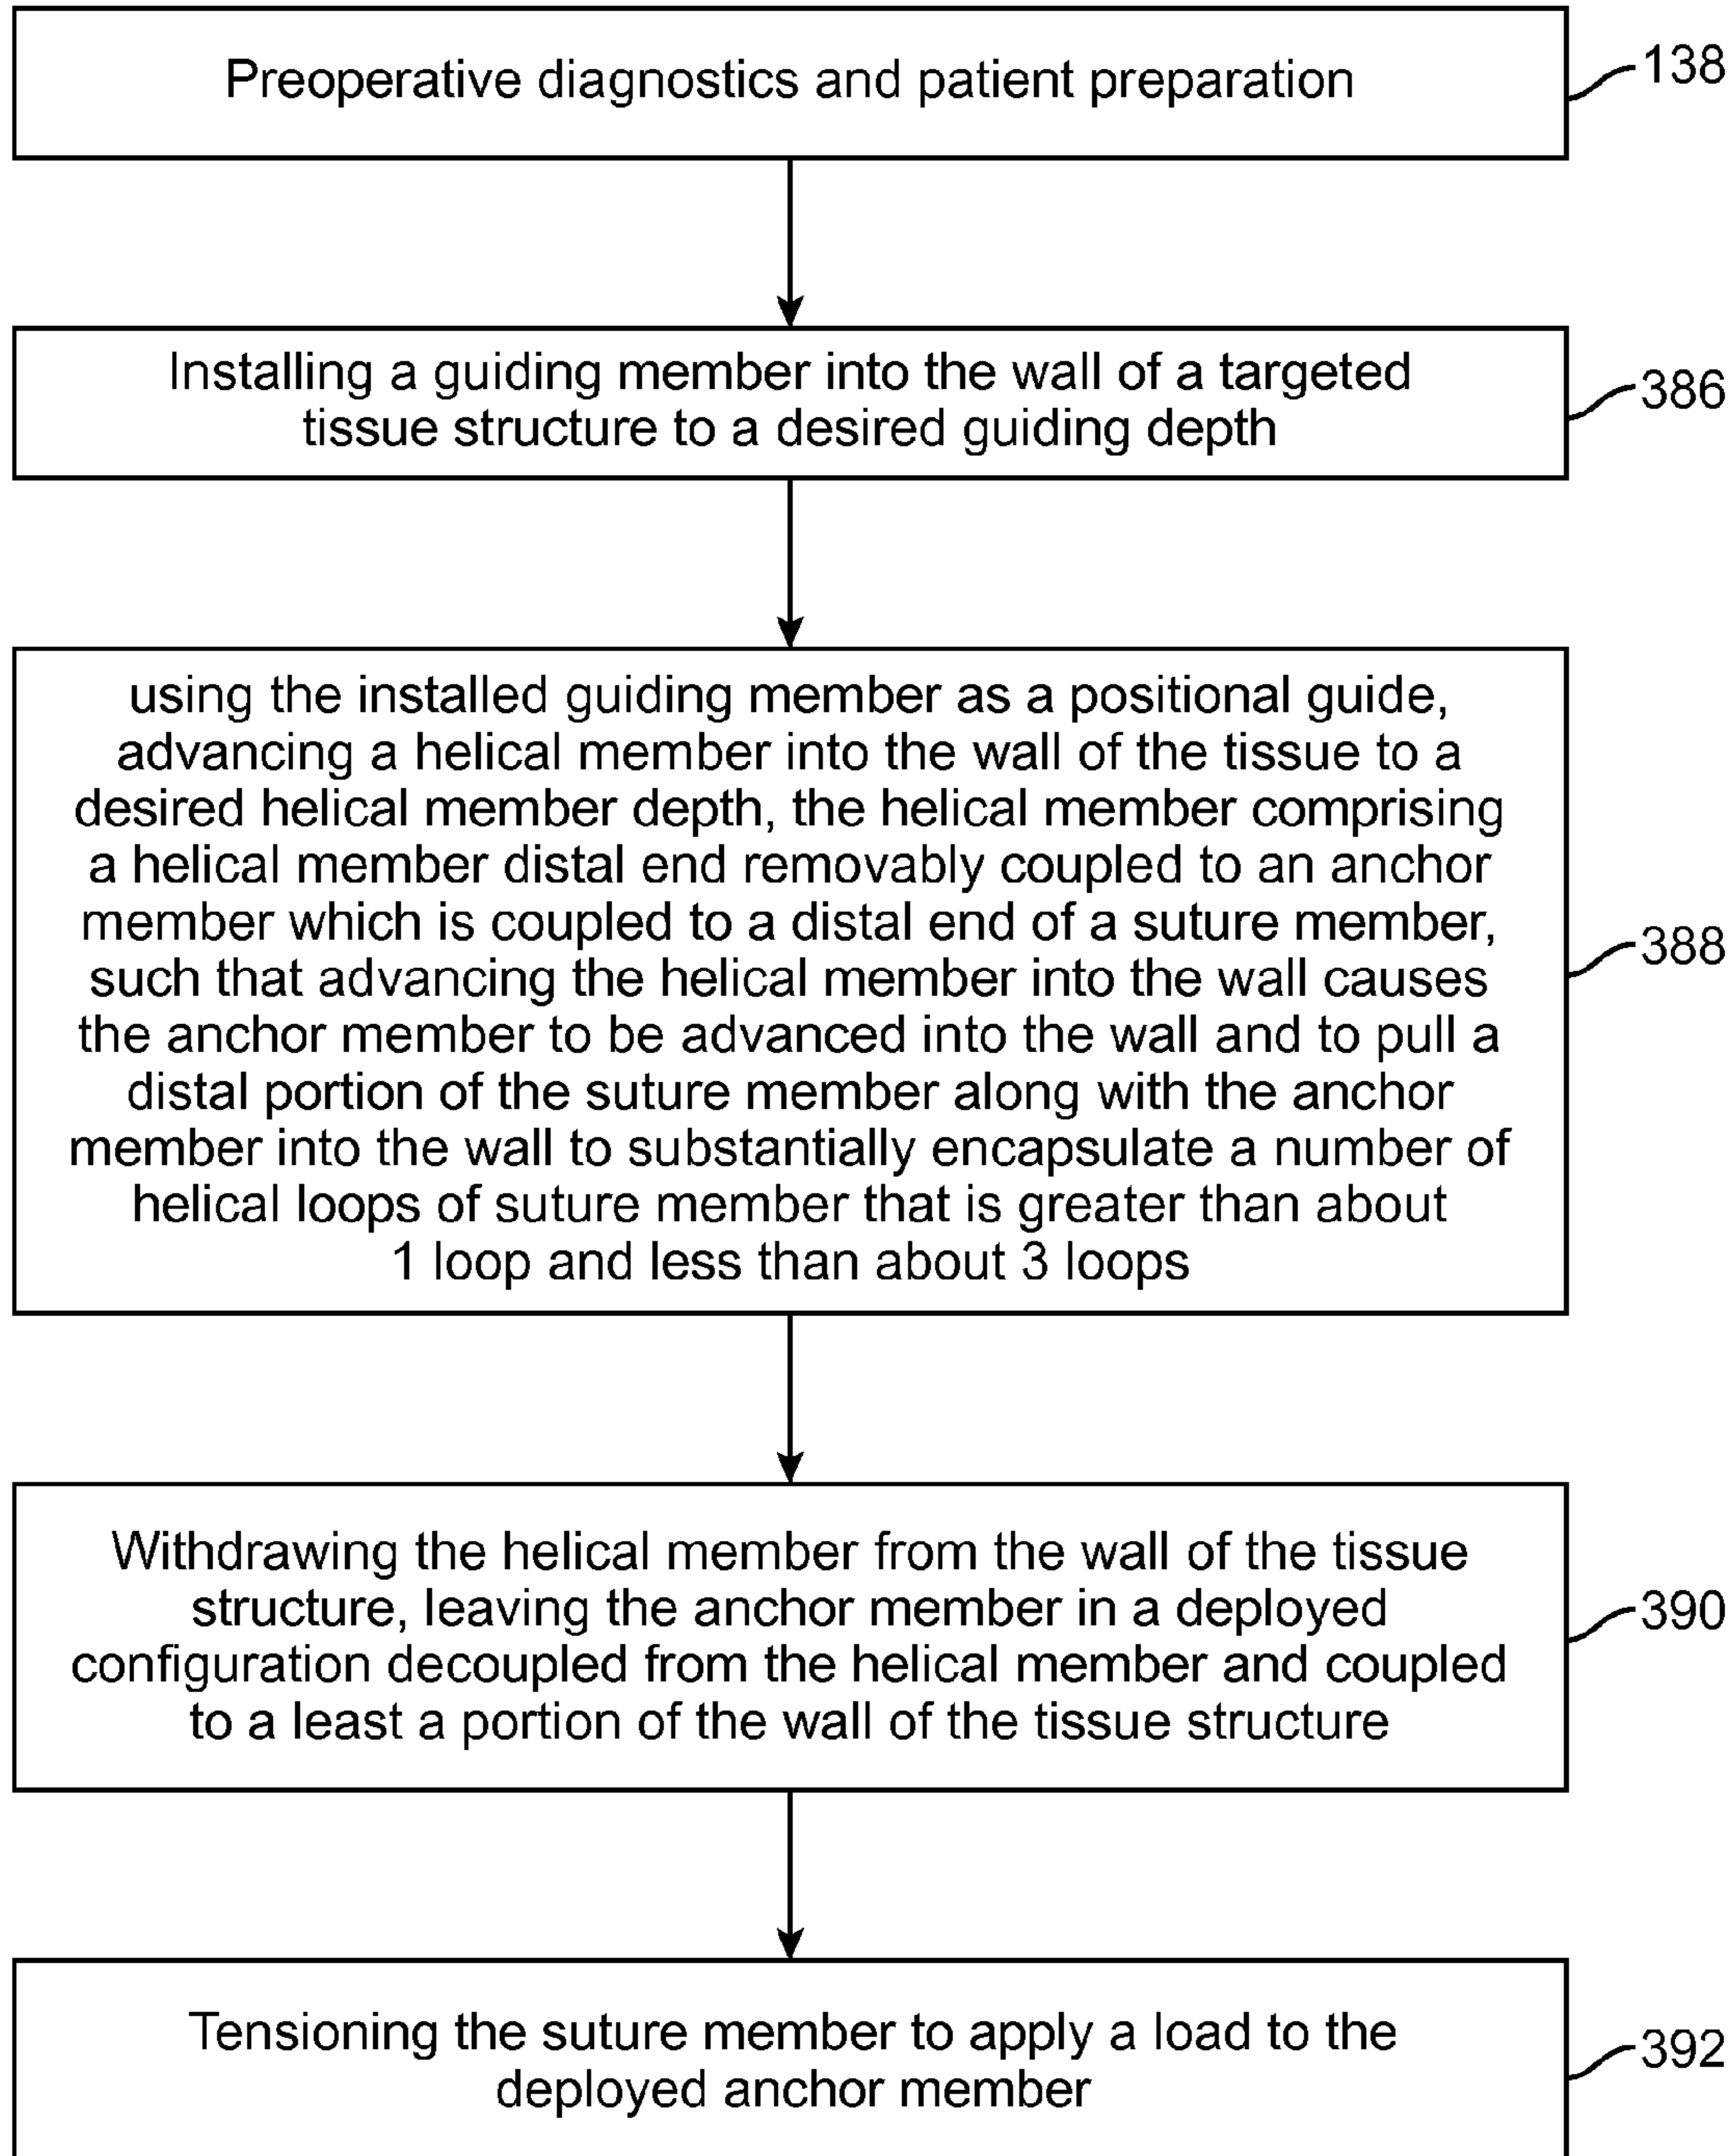 Preoperative diagnostics and patient preparation
138
Installing a guiding member into the wall of a targeted
tissue structure to a desired guiding depth
386
using the installed guiding member as a positional guide,
advancing a helical member into the wall of the tissue to a
desired helical member depth, the helical member comprising
a helical member distal end removably coupled to an anchor
member which is coupled to a distal end of a suture member,
such that advancing the helical member into the wall causes
the anchor member to be advanced into the wall and to pull a
distal portion of the suture member along with the anchor
member into the wall to substantially encapsulate a number of
helical loops of suture member that is greater than about
1 loop and less than about 3 loops
388
Withdrawing the helical member from the wall of the tissue
structure, leaving the anchor member in a deployed
configuration decoupled from the helical member and coupled
to a least a portion of the wall of the tissue structure
390
Tensioning the suture member to apply a load to the
deployed anchor member
392